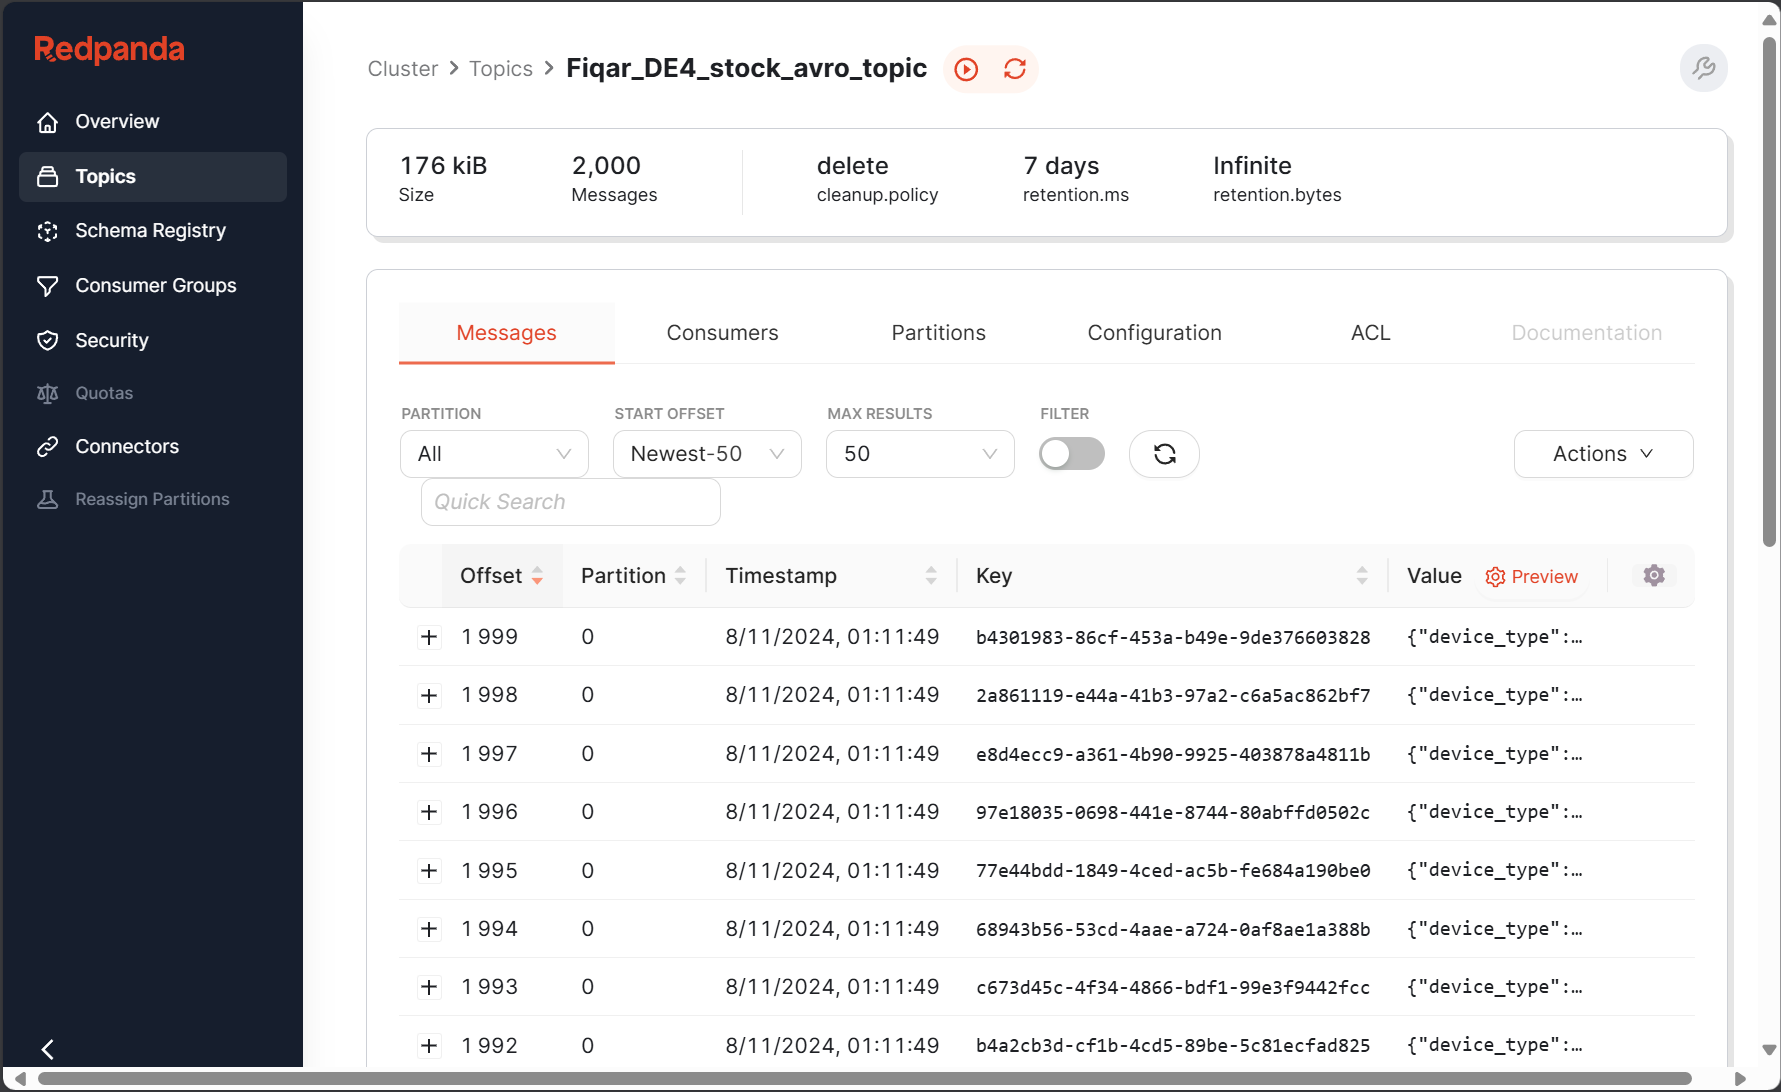 Redpanda
Overview
Topics
Schema Registry
Consumer Groups
Security
Quotas
Connectors
Reassign Partitions
Cluster > Topics > Fiqar_DE4_stock_avro_topic
176 kiB 2,000 delete 7 days Infinite
Size Messages cleanup.policy retention.ms retention.bytes
Messages Consumers Partitions Configuration ACL Documentation
PARTITION START OFFSET MAX RESULTS FILTER
All Newest-50 50 Actions
Quick Search
Offset Partition Timestamp Key Value Preview
+ 1 999 0 8/11/2024, 01:11:49 b4301983-86cf-453a-b49e-9de376603828 {"device_type":…
+ 1 998 0 8/11/2024, 01:11:49 2a861119-e44a-41b3-97a2-c6a5ac862bf7 {"device_type":…
+ 1 997 0 8/11/2024, 01:11:49 e8d4ecc9-a361-4b90-9925-403878a4811b {"device_type":…
+ 1 996 0 8/11/2024, 01:11:49 97e18035-0698-441e-8744-80abffd0502c {"device_type":…
+ 1 995 0 8/11/2024, 01:11:49 77e44bdd-1849-4ced-ac5b-fe684a190be0 {"device_type":…
+ 1 994 0 8/11/2024, 01:11:49 68943b56-53cd-4aae-a724-0af8ae1a388b {"device_type":…
+ 1 993 0 8/11/2024, 01:11:49 c673d45c-4f34-4866-bdf1-99e3f9442fcc {"device_type":…
+ 1 992 0 8/11/2024, 01:11:49 b4a2cb3d-cf1b-4cd5-89be-5c81ecfad825 {"device_type":…